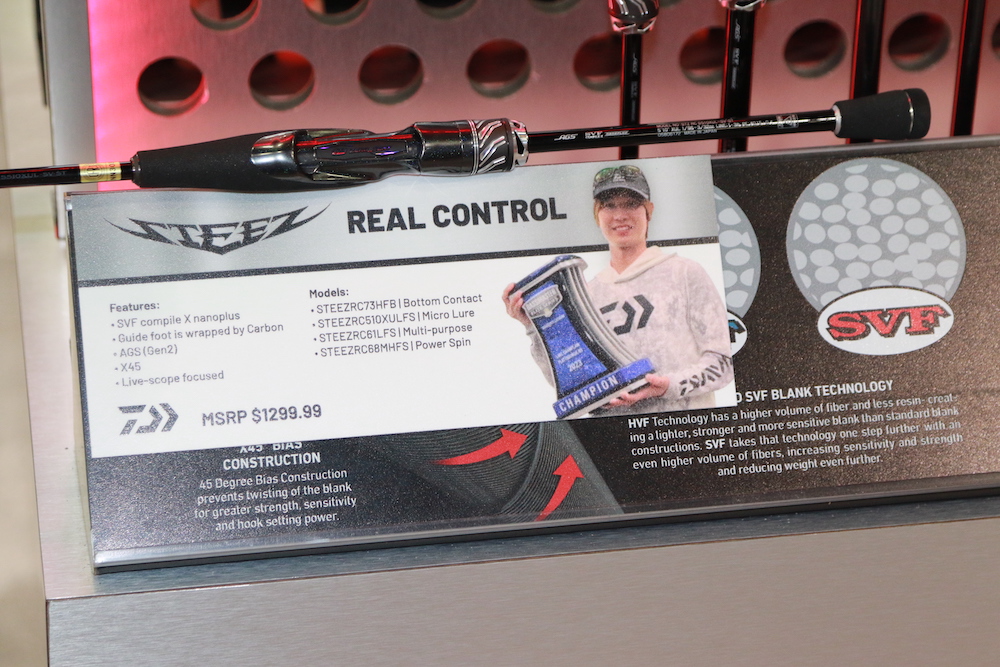 AGS SVF
STEEZ
REAL CONTROL
Features:
• SVF compile X nanoplus
• Guide foot is wrapped by Carbon
• AGS (Gen2)
• X45
• Live-scope focused
Models:
• STEEZRC73HFB | Bottom Contact
• STEEZRC510XULFS | Micro Lure
• STEEZRC61LFS | Multi-purpose
• STEEZRC68MHFS | Power Spin
MSRP $1299.99
2023
CHAMPION
SVF
X45 BIAS
CONSTRUCTION
45 Degree Bias Construction
prevents twisting of the blank
for greater strength, sensitivity
and hook setting power.
SVF BLANK TECHNOLOGY
HVF Technology has a higher volume of fiber and less resin- creat-
ing a lighter, stronger and more sensitive blank than standard blank
constructions. SVF takes that technology one step further with an
even higher volume of fibers, increasing sensitivity and strength
and reducing weight even further.